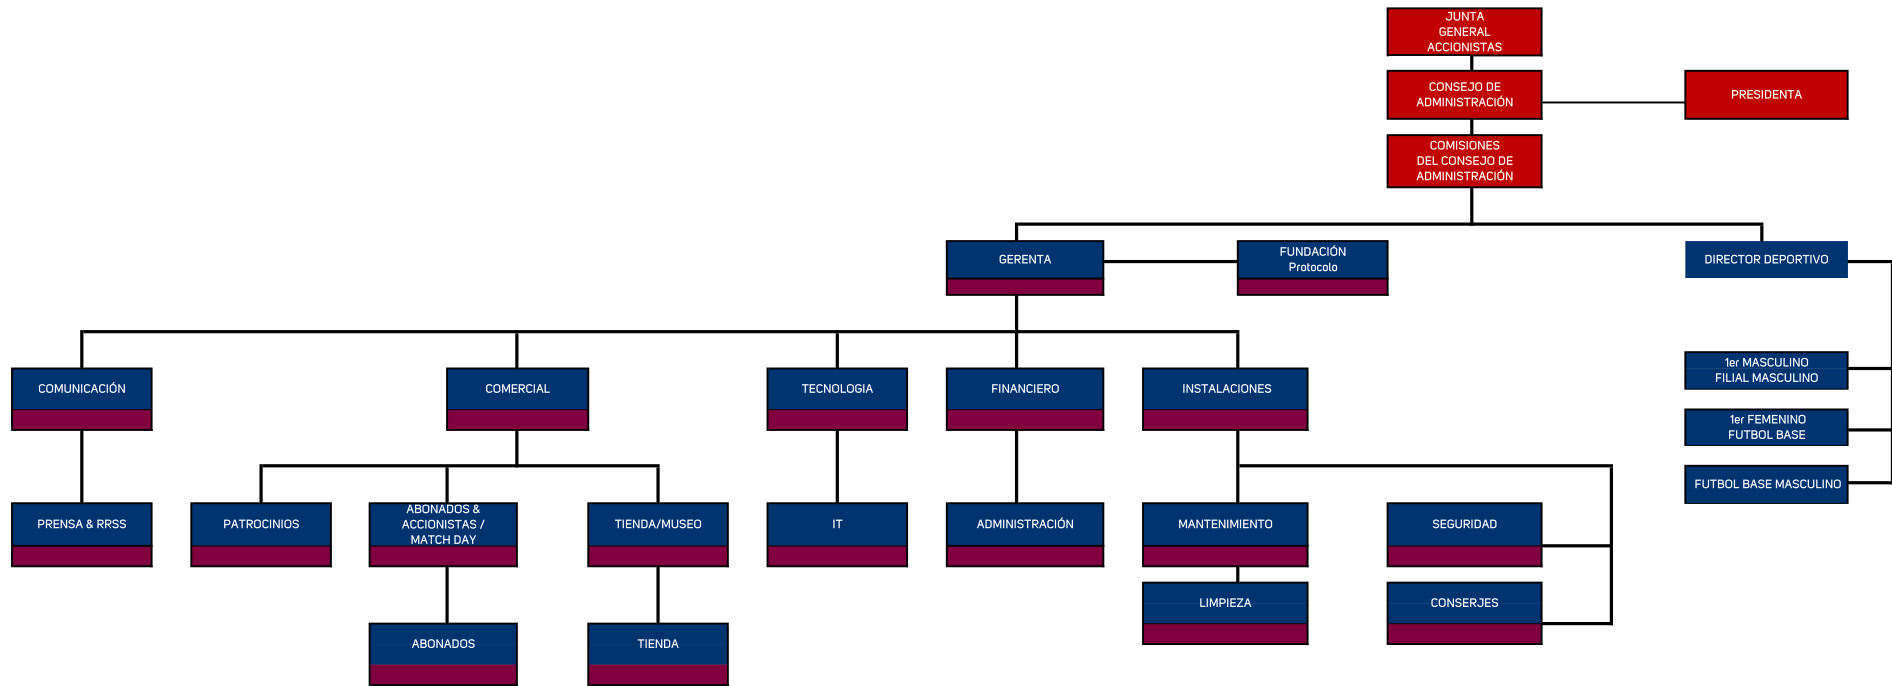 JUNTA
GENERAL
ACCIONISTAS
CONSEJO DE
ADMINISTRACIÓN
PRESIDENTA
COMISIONES
DEL CONSEJO DE
ADMINISTRACIÓN
GERENTA
FUNDACIÓN
Protocolo
DIRECTOR DEPORTIVO
1er MASCULINO
FILIAL MASCULINO
1er FEMENINO
FUTBOL BASE
FUTBOL BASE MASCULINO
COMUNICACIÓN
COMERCIAL
TECNOLOGIA
FINANCIERO
INSTALACIONES
PRENSA & RRSS
PATROCINIOS
ABONADOS &
ACCIONISTAS /
MATCH DAY
TIENDA/MUSEO
IT
ADMINISTRACIÓN
MANTENIMIENTO
SEGURIDAD
LIMPIEZA
CONSERJES
ABONADOS
TIENDA